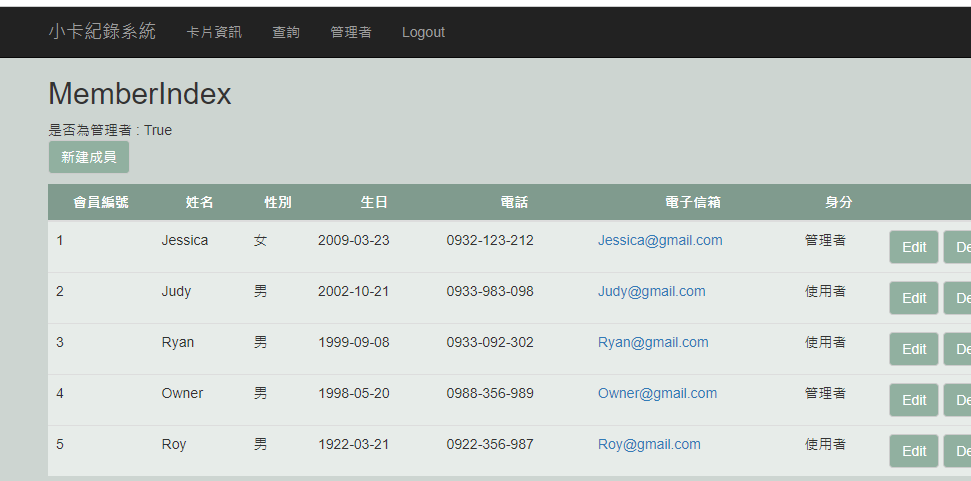 小卡紀錄系統 卡片資訊 查詢 管理者 Logout
MemberIndex
是否為管理者 : True
新建成員
會員編號 姓名 性別 生日 電話 電子信箱 身分
1 Jessica 女 2009-03-23 0932-123-212 Jessica@gmail.com 管理者 Edit De
2 Judy 男 2002-10-21 0933-983-098 Judy@gmail.com 使用者 Edit De
3 Ryan 男 1999-09-08 0933-092-302 Ryan@gmail.com 使用者 Edit De
4 Owner 男 1998-05-20 0988-356-989 Owner@gmail.com 管理者 Edit De
5 Roy 男 1922-03-21 0922-356-987 Roy@gmail.com 使用者 Edit De